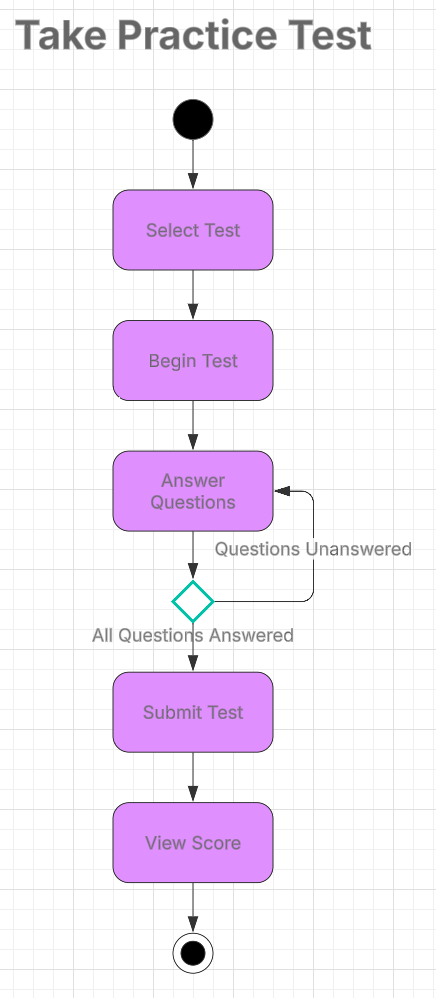 Take Practice Test
Select Test
Begin Test
Answer
Questions
Questions Unanswered
All Questions Answered
Submit Test
View Score